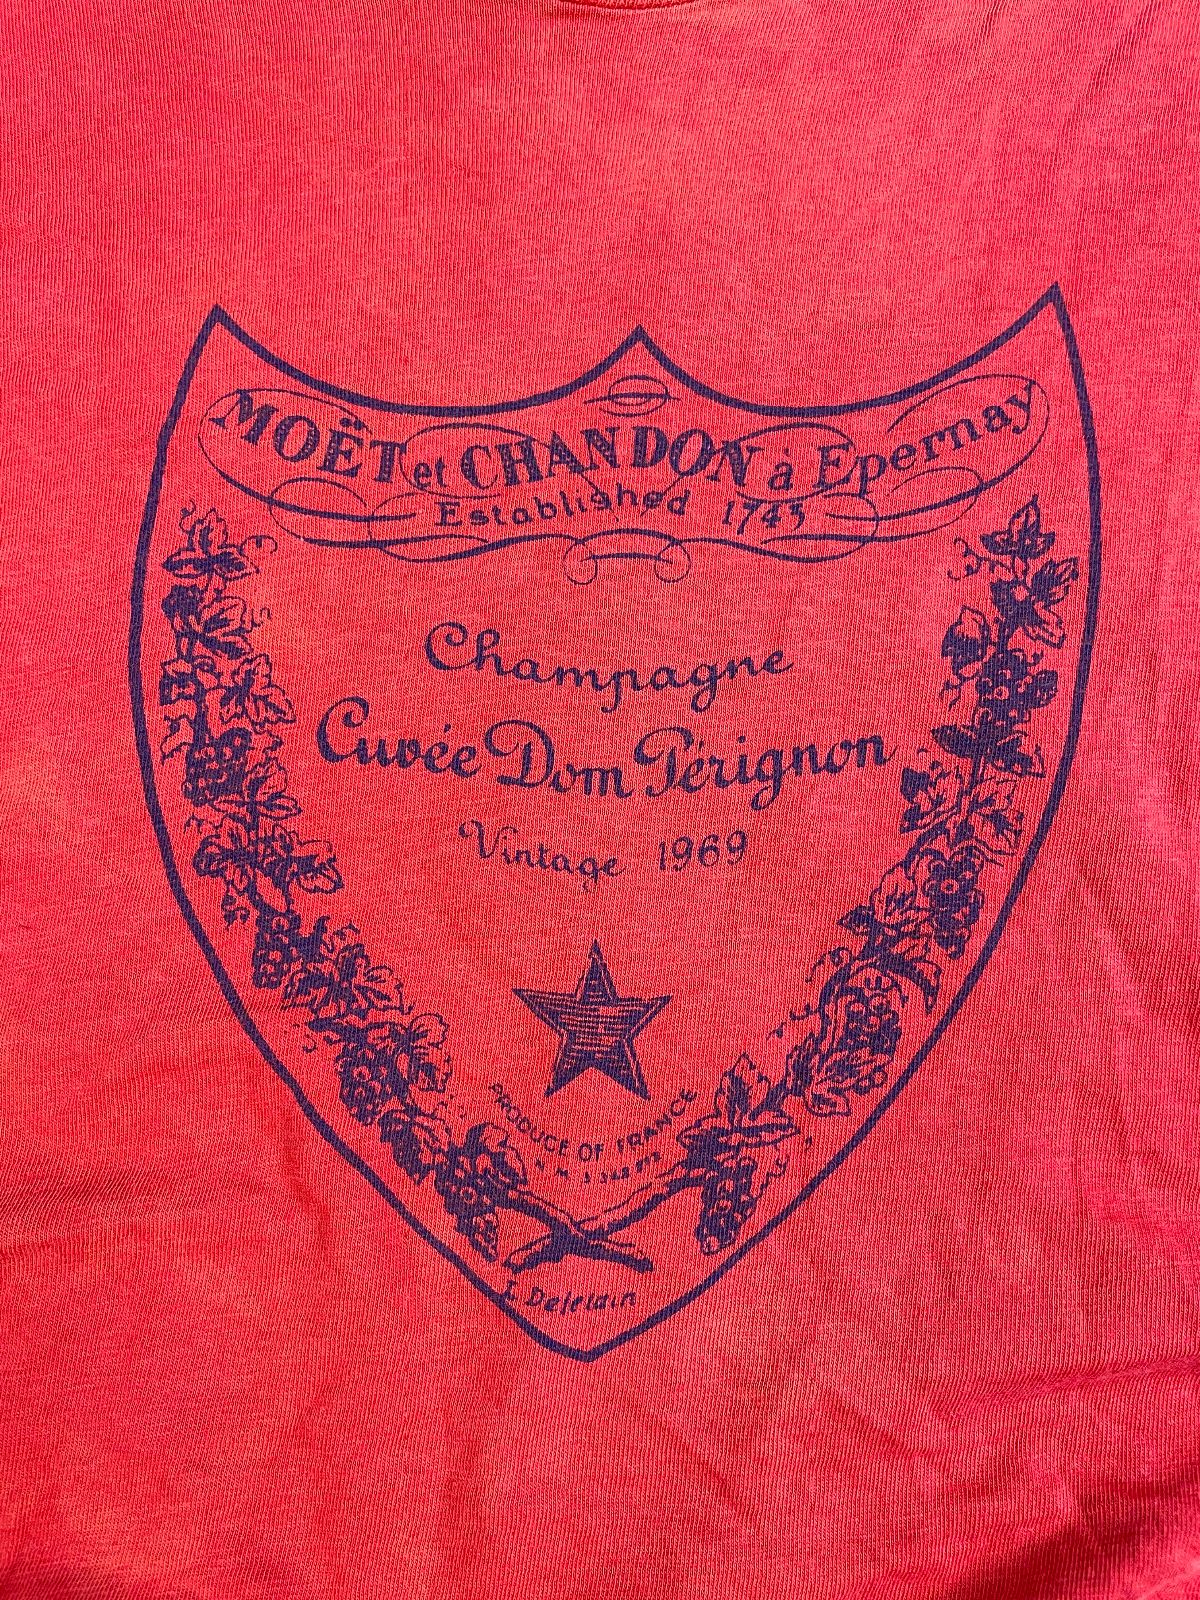 MOËT et CHANDON à Epernay
Established 1743
Champagne
Cuvée Dom Pérignon
Vintage 1969
PRODUCE OF FRANCE
N. M.